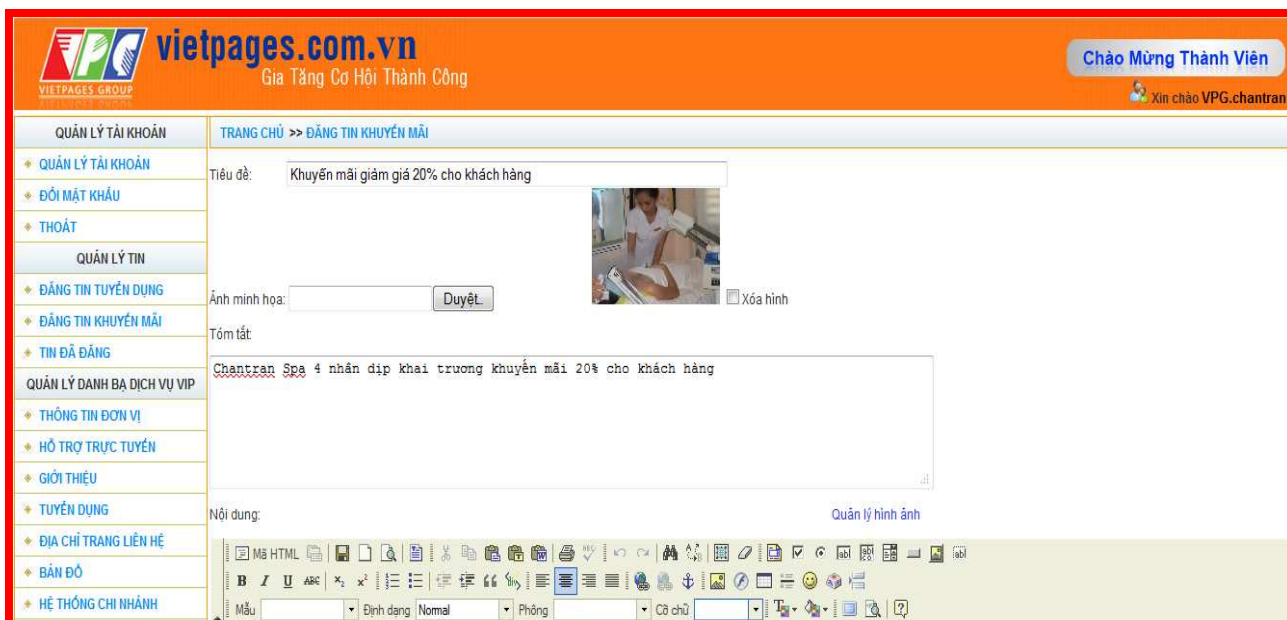 VPG
VIETPAGES GROUP
vietpages.com.vn
Gia Tăng Cơ Hội Thành Công
Chào Mừng Thành Viên
Xin chào VPG.chantran
QUẢN LÝ TÀI KHOẢN
QUẢN LÝ TÀI KHOẢN
ĐỔI MẬT KHẨU
THOÁT
QUẢN LÝ TIN
ĐĂNG TIN TUYỂN DỤNG
ĐĂNG TIN KHUYẾN MÃI
TIN ĐÃ ĐĂNG
QUẢN LÝ DANH BẠ DỊCH VỤ VIP
THÔNG TIN ĐƠN VỊ
HỖ TRỢ TRỰC TUYẾN
GIỚI THIỆU
TUYỂN DỤNG
ĐỊA CHỈ TRANG LIÊN HỆ
BẢN ĐỒ
HỆ THỐNG CHI NHÁNH
TRANG CHỦ >> ĐĂNG TIN KHUYẾN MÃI
Tiêu đề: Khuyến mãi giảm giá 20% cho khách hàng
Ảnh minh họa: Duyệt.. Xóa hình
Tóm tắt:
Chantran Spa 4 nhân dịp khai trương khuyến mãi 20% cho khách hàng
Nội dung: Quản lý hình ảnh
Mã HTML
B I U ABC x₂ x²
Mẫu Định dạng Normal Phông Cỡ chữ